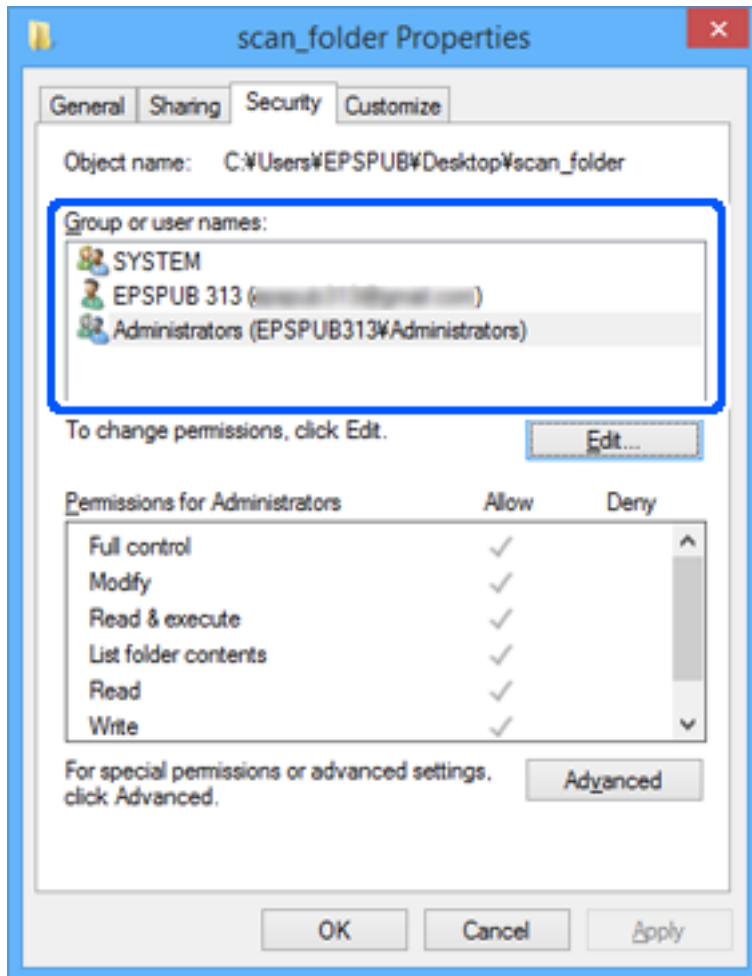 scan_folder Properties
General Sharing Security Customize
Object name: C:¥Users¥EPSPUB¥Desktop¥scan_folder
Group or user names:
SYSTEM
EPSPUB 313 ( )
Administrators (EPSPUB313¥Administrators)
To change permissions, click Edit.
Edit...
Permissions for Administrators Allow Deny
Full control
Modify
Read & execute
List folder contents
Read
Write
For special permissions or advanced settings,
click Advanced.
Advanced
OK Cancel Apply